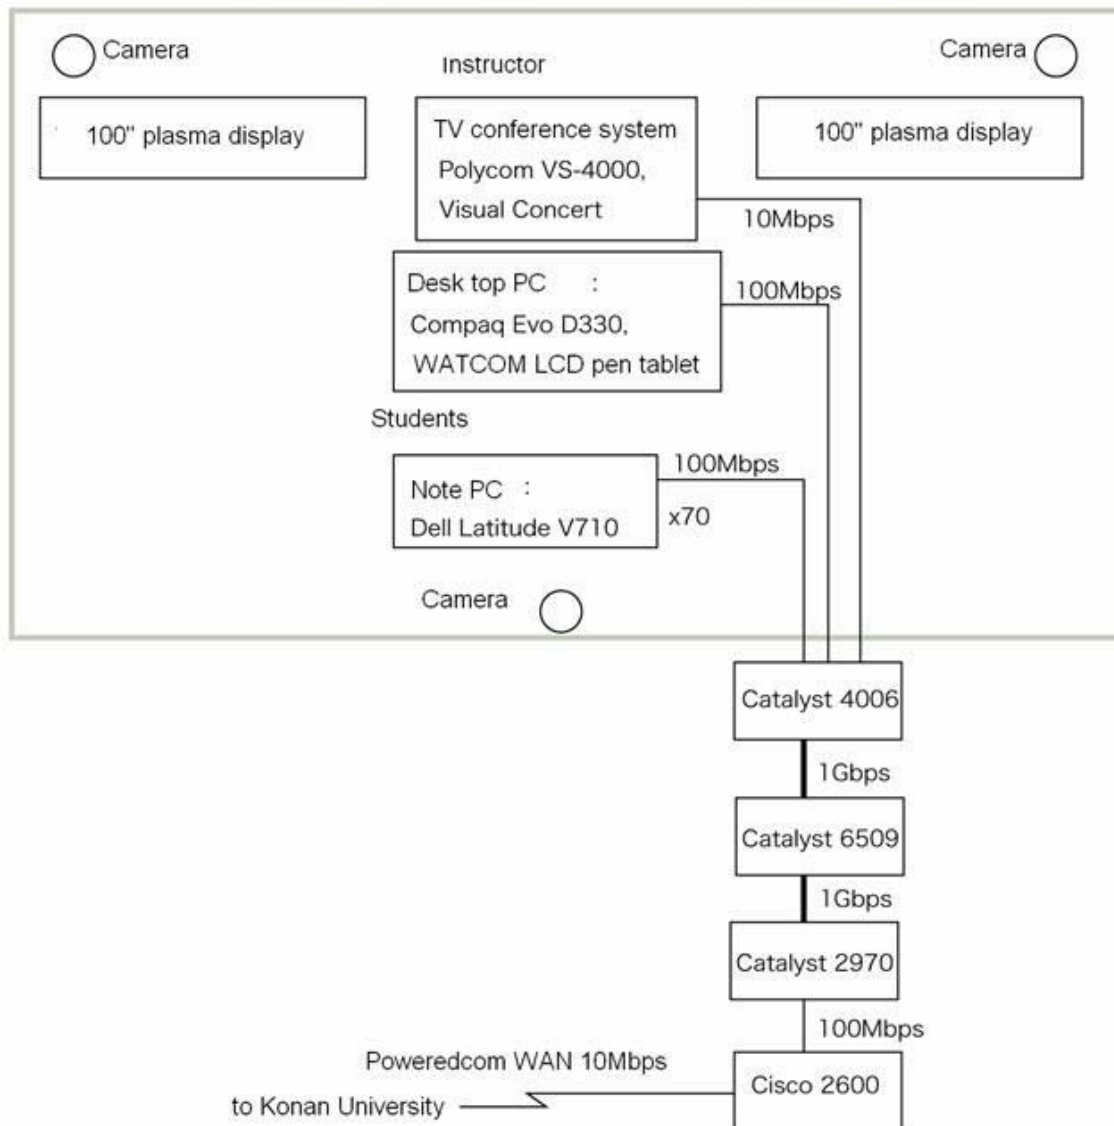 Camera
Camera
Instructor
100" plasma display
TV conference system
Polycom VS-4000,
Visual Concert
100" plasma display
10Mbps
Desk top PC :
Compaq Evo D330,
WATCOM LCD pen tablet
100Mbps
Students
Note PC :
Dell Latitude V710
100Mbps
x70
Camera
Catalyst 4006
1Gbps
Catalyst 6509
1Gbps
Catalyst 2970
100Mbps
Poweredcom WAN 10Mbps
Cisco 2600
to Konan University